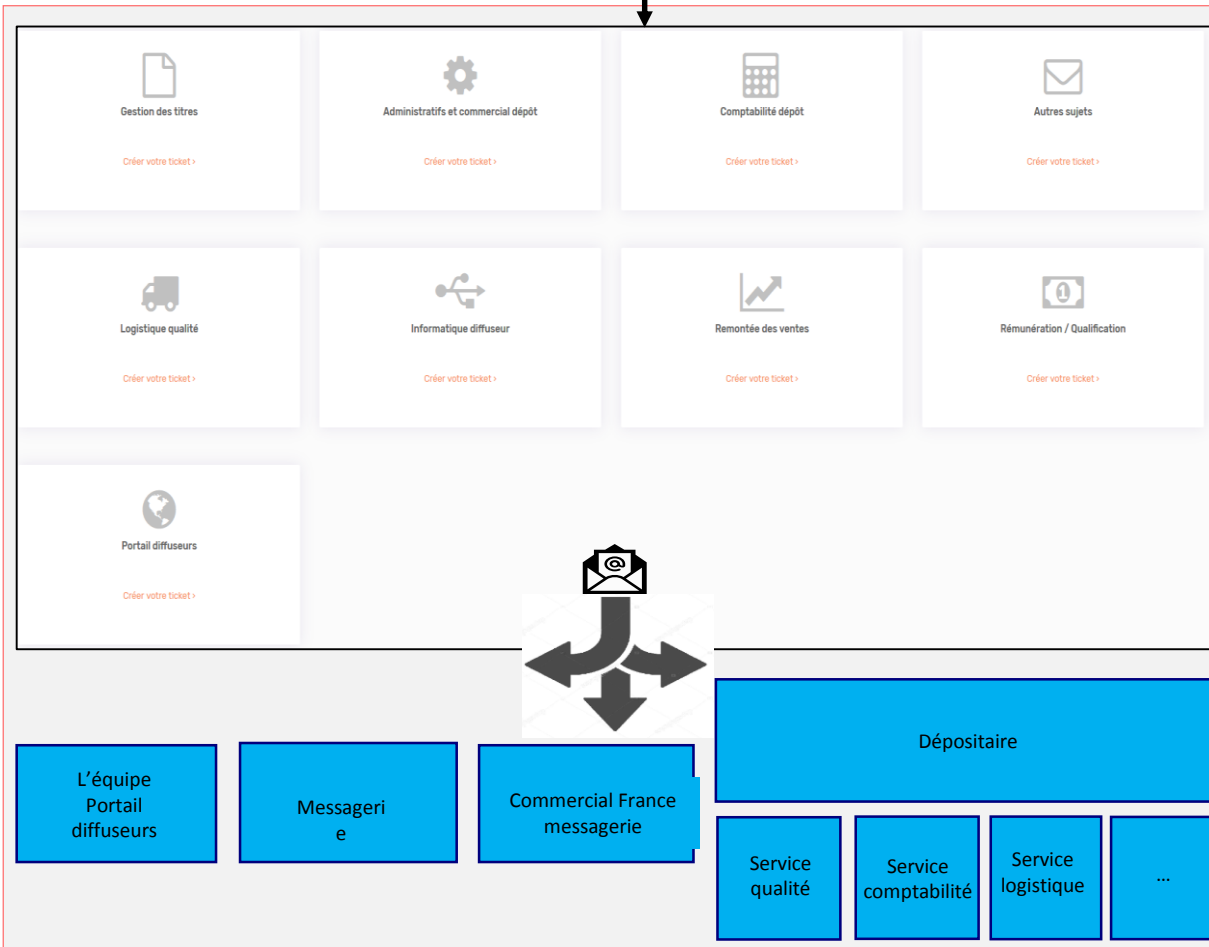 Gestion des titres
Administratifs et commercial dépôt
Comptabilité dépôt
Autres sujets
Créer votre ticket >
Créer votre ticket >
Créer votre ticket >
Créer votre ticket >
Logistique qualité
Informatique diffuseur
Remontée des ventes
Rémunération / Qualification
Créer votre ticket >
Créer votre ticket >
Créer votre ticket >
Créer votre ticket >
Portail diffuseurs
Créer votre ticket >
@
L'équipe
Portail
diffuseurs
Messageri
e
Commercial France
messagerie
Dépositaire
Service
qualité
Service
comptabilité
Service
logistique
...